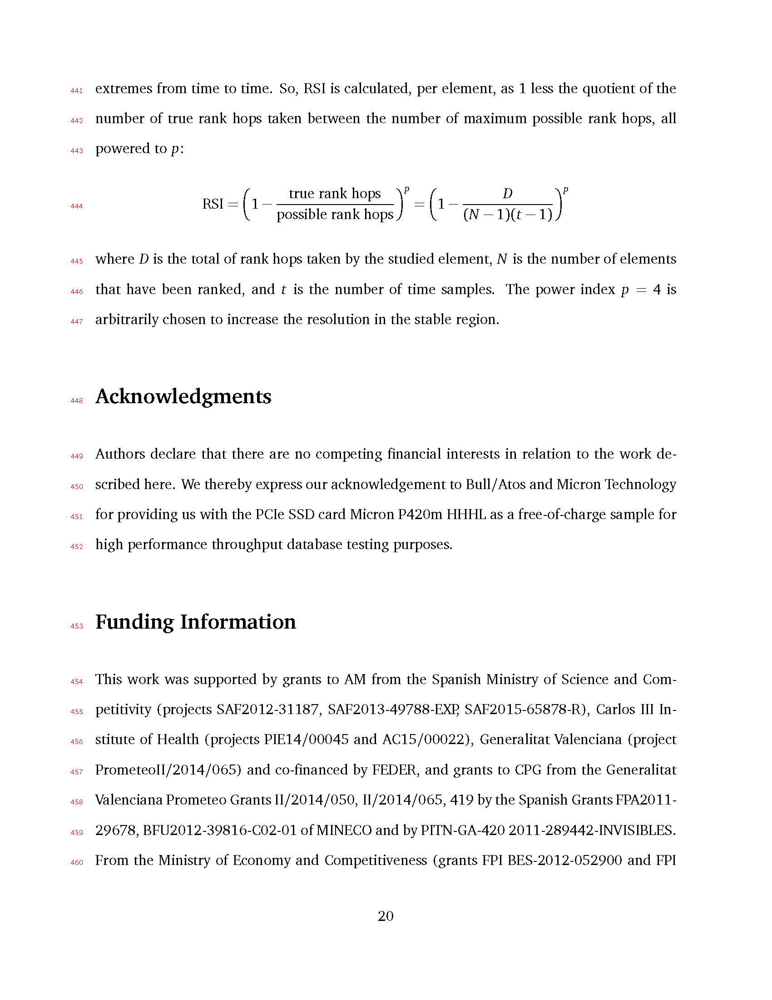 441 extremes from time to time. So, RSI is calculated, per element, as 1 less the quotient of the
442 number of true rank hops taken between the number of maximum possible rank hops, all
443 powered to p:
444 RSI = (1 − true rank hops / possible rank hops)^p = (1 − D / (N − 1)(t − 1))^p
445 where D is the total of rank hops taken by the studied element, N is the number of elements
446 that have been ranked, and t is the number of time samples. The power index p = 4 is
447 arbitrarily chosen to increase the resolution in the stable region.
448 Acknowledgments
449 Authors declare that there are no competing financial interests in relation to the work de-
450 scribed here. We thereby express our acknowledgement to Bull/Atos and Micron Technology
451 for providing us with the PCIe SSD card Micron P420m HHHL as a free-of-charge sample for
452 high performance throughput database testing purposes.
453 Funding Information
454 This work was supported by grants to AM from the Spanish Ministry of Science and Com-
455 petitivity (projects SAF2012-31187, SAF2013-49788-EXP, SAF2015-65878-R), Carlos III In-
456 stitute of Health (projects PIE14/00045 and AC15/00022), Generalitat Valenciana (project
457 PrometeoII/2014/065) and co-financed by FEDER, and grants to CPG from the Generalitat
458 Valenciana Prometeo Grants II/2014/050, II/2014/065, 419 by the Spanish Grants FPA2011-
459 29678, BFU2012-39816-C02-01 of MINECO and by PITN-GA-420 2011-289442-INVISIBLES.
460 From the Ministry of Economy and Competitiveness (grants FPI BES-2012-052900 and FPI
20